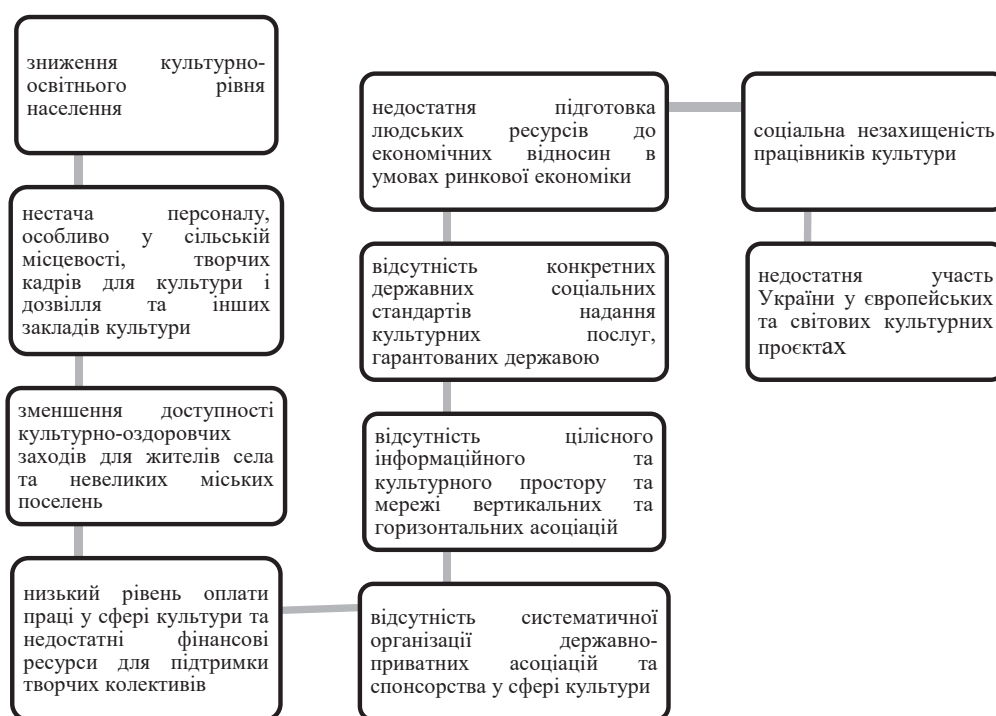 зниження культурно-
освітнього рівня
населення
нестача персоналу,
особливо у сільській
місцевості, творчих
кадрів для культури і
дозвілля та інших
закладів культури
зменшення доступності
культурно-оздоровчих
заходів для жителів села
та невеликих міських
поселень
низький рівень оплати
праці у сфері культури та
недостатні фінансові
ресурси для підтримки
творчих колективів
відсутність систематичної
організації державно-
приватних асоціацій та
спонсорства у сфері культури
відсутність цілісного
інформаційного та
культурного простору та
мережі вертикальних та
горизонтальних асоціацій
відсутність конкретних
державних соціальних
стандартів надання
культурних послуг,
гарантованих державою
недостатня підготовка
людських ресурсів до
економічних відносин в
умовах ринкової економіки
соціальна незахищеність
працівників культури
недостатня участь
України у європейських
та світових культурних
проєктах